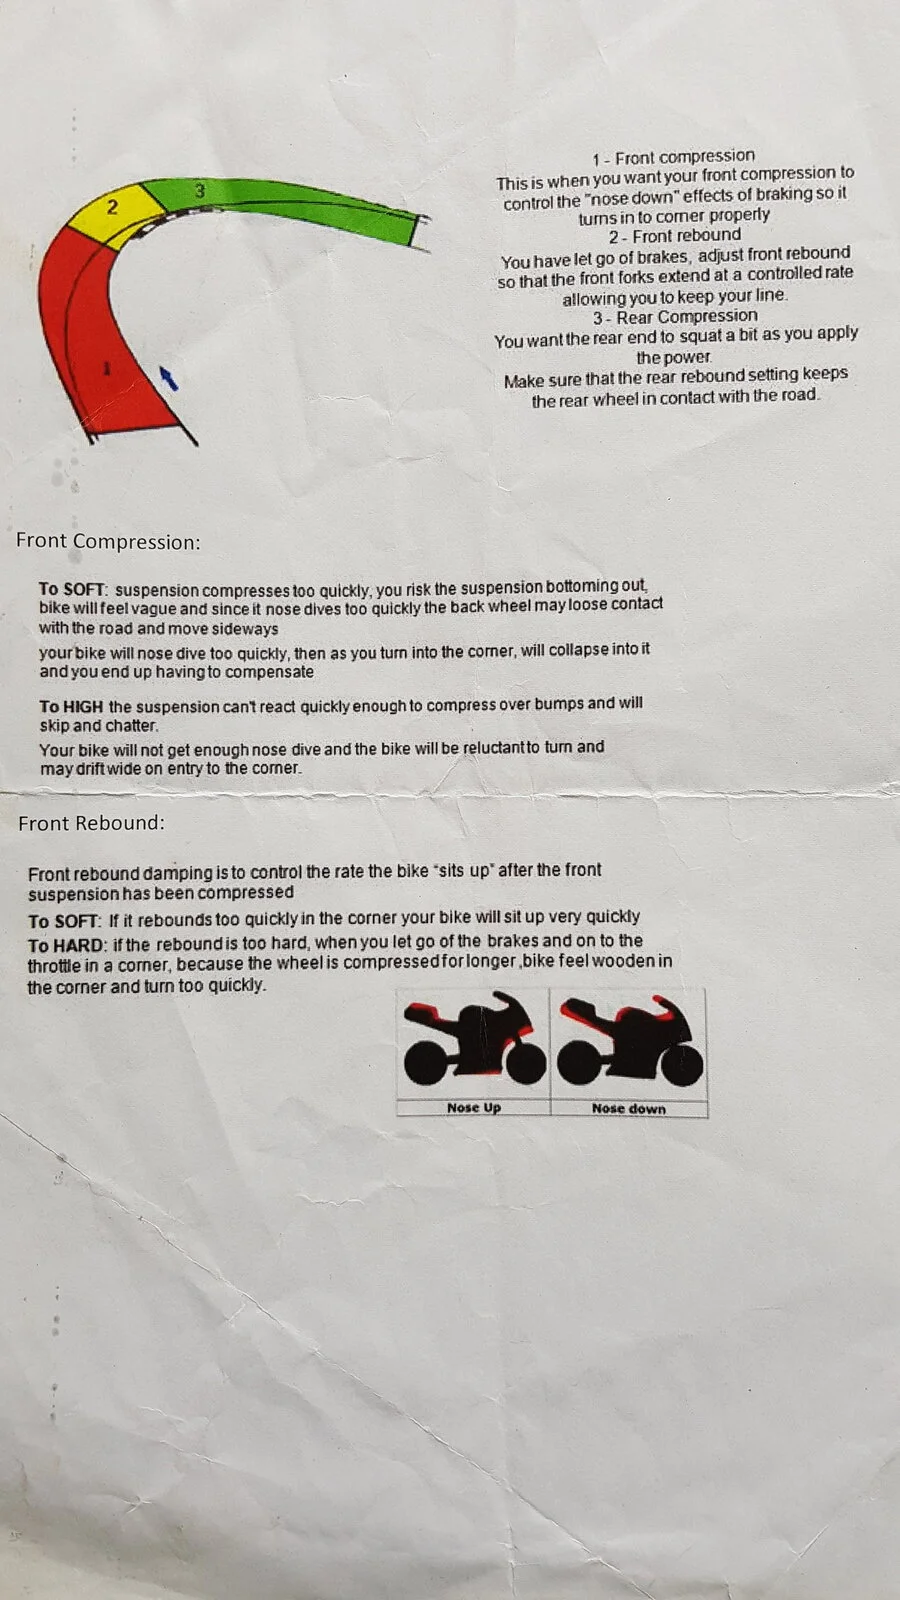 1
2
3
1 - Front compression
This is when you want your front compression to
control the "nose down" effects of braking so it
turns in to corner properly
2 - Front rebound
You have let go of brakes, adjust front rebound
so that the front forks extend at a controlled rate
allowing you to keep your line.
3 - Rear Compression
You want the rear end to squat a bit as you apply
the power.
Make sure that the rear rebound setting keeps
the rear wheel in contact with the road.
Front Compression:
To SOFT: suspension compresses too quickly, you risk the suspension bottoming out,
bike will feel vague and since it nose dives too quickly the back wheel may loose contact
with the road and move sideways
your bike will nose dive too quickly, then as you turn into the corner, will collapse into it
and you end up having to compensate
To HIGH the suspension can't react quickly enough to compress over bumps and will
skip and chatter.
Your bike will not get enough nose dive and the bike will be reluctant to turn and
may drift wide on entry to the corner.
Front Rebound:
Front rebound damping is to control the rate the bike "sits up" after the front
suspension has been compressed
To SOFT: If it rebounds too quickly in the corner your bike will sit up very quickly
To HARD: if the rebound is too hard, when you let go of the brakes and on to the
throttle in a corner, because the wheel is compressed for longer ,bike feel wooden in
the corner and turn too quickly.
Nose Up
Nose down